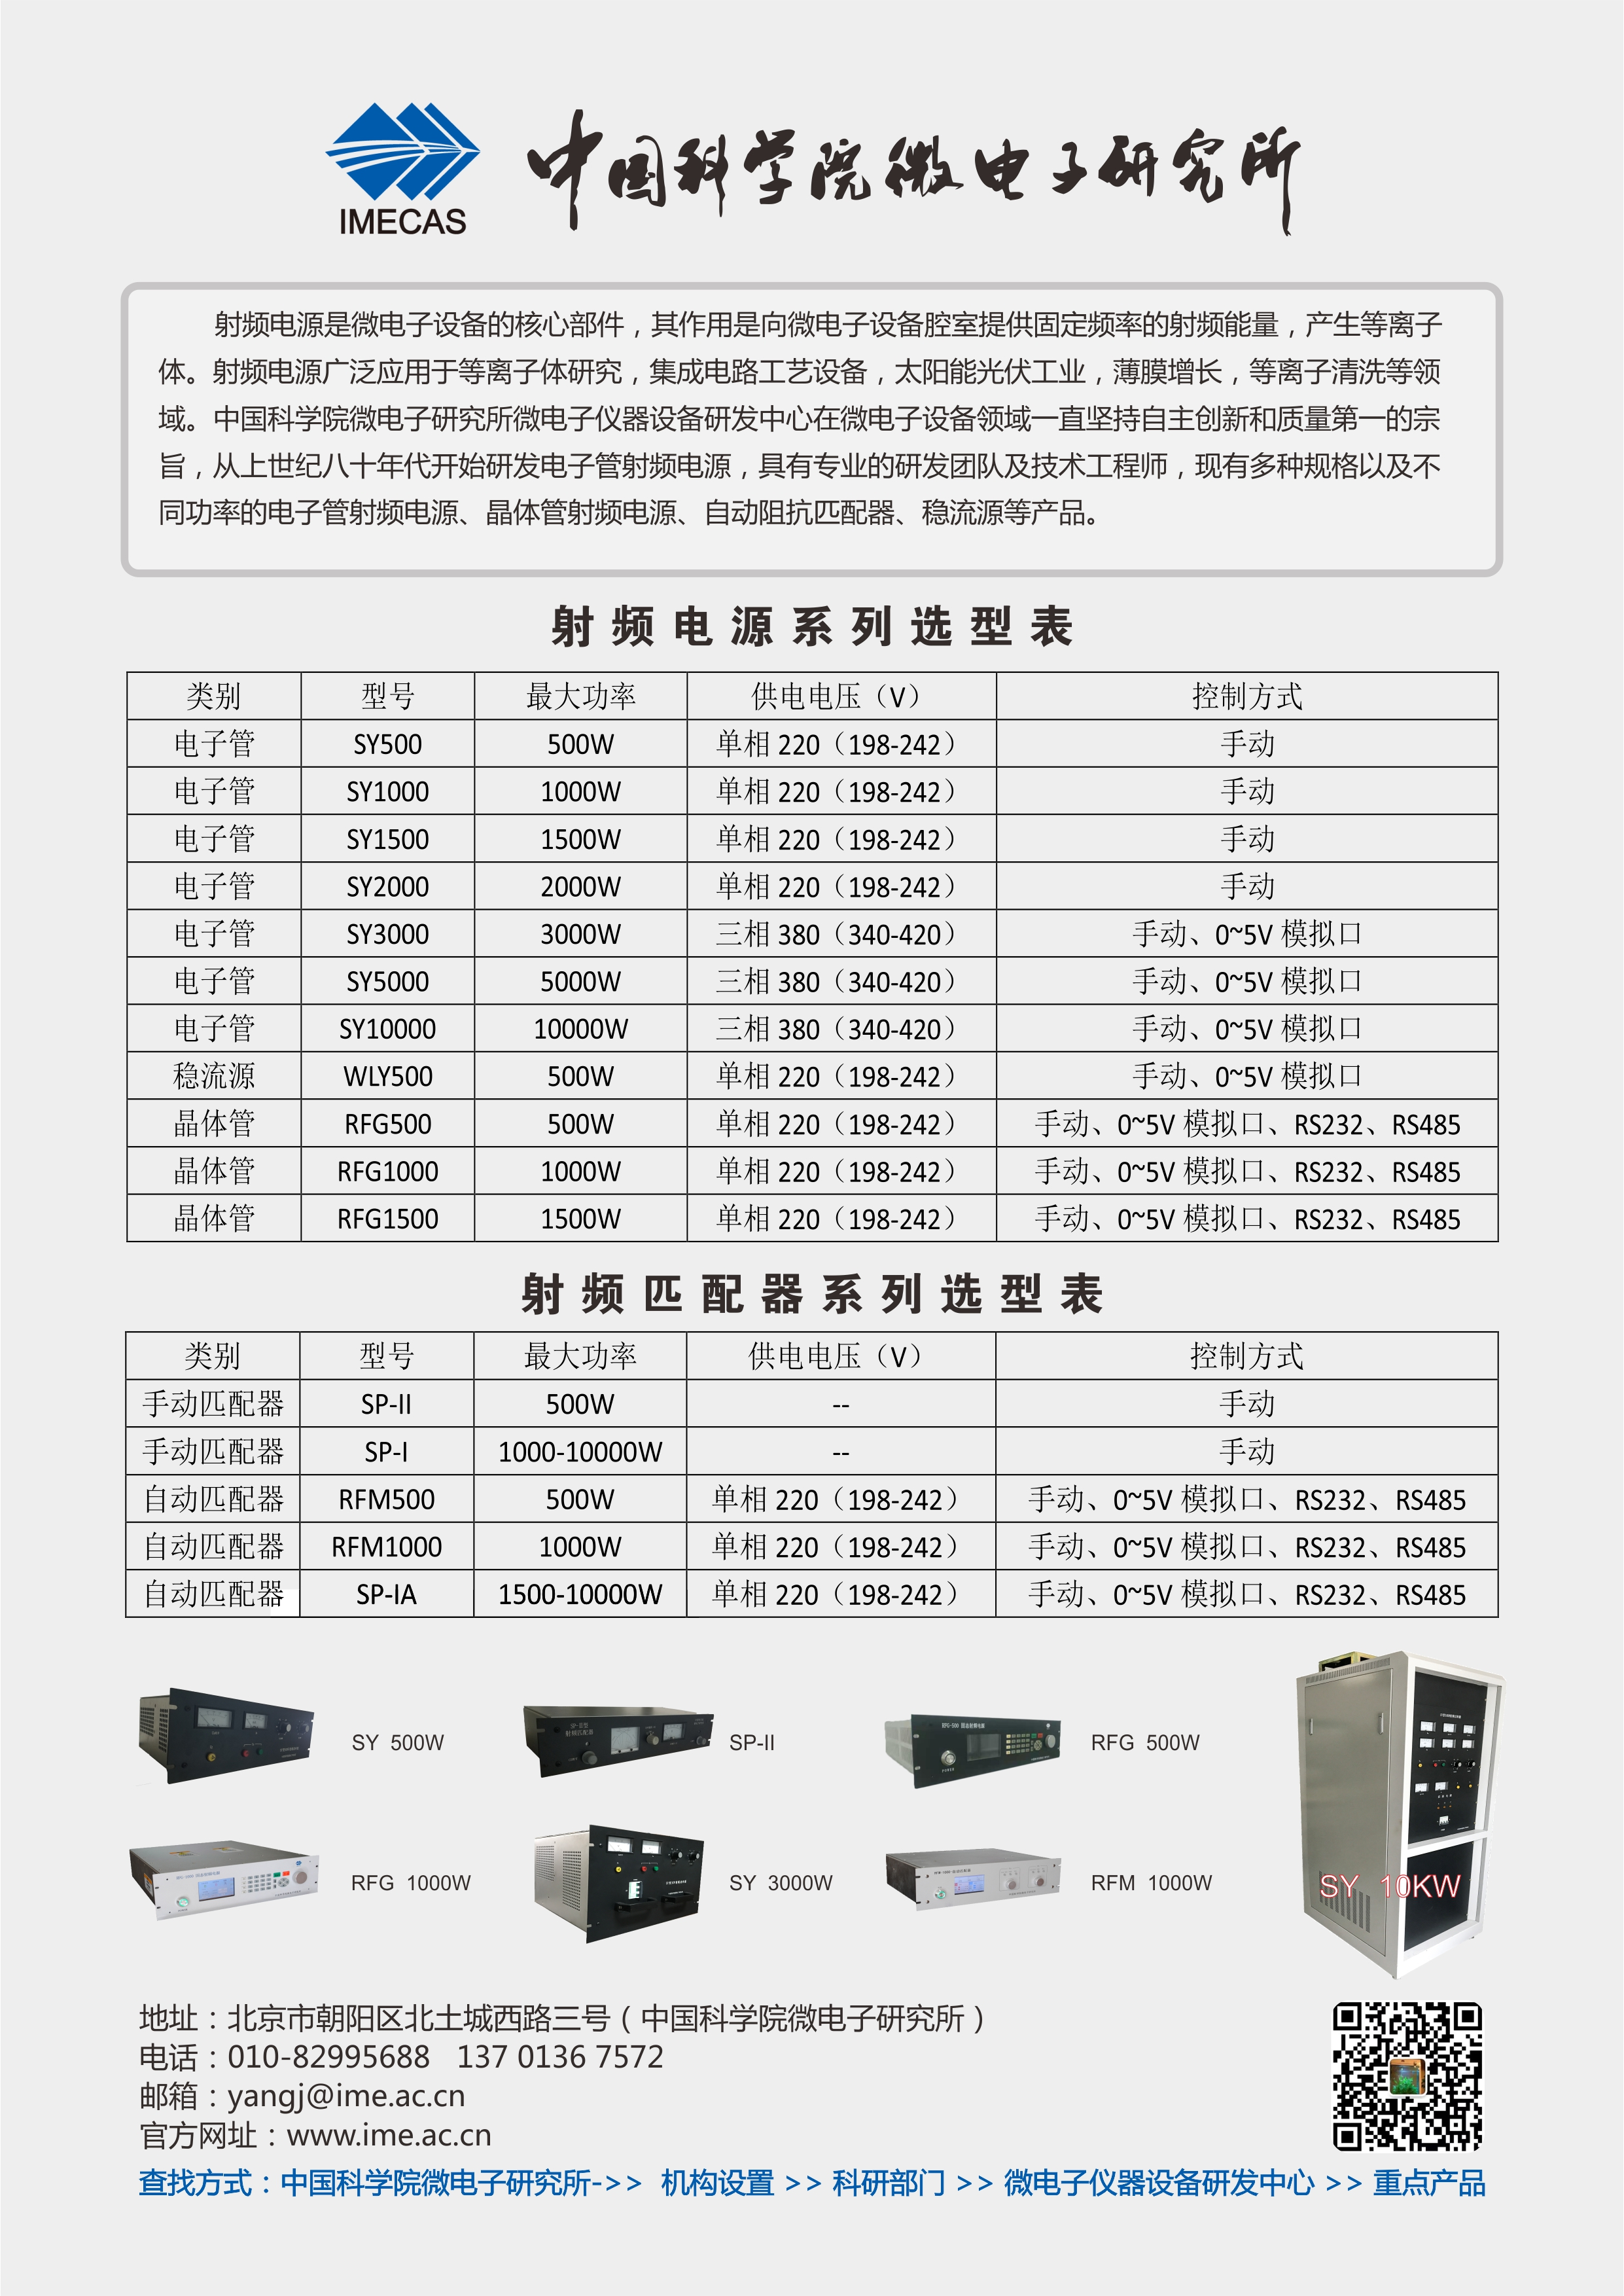 IMECAS
中国科学院微电子研究所
射频电源是微电子设备的核心部件，其作用是向微电子设备腔室提供固定频率的射频能量，产生等离子
体。射频电源广泛应用于等离子体研究，集成电路工艺设备，太阳能光伏工业，薄膜增长，等离子清洗等领
域。中国科学院微电子研究所微电子仪器设备研发中心在微电子设备领域一直坚持自主创新和质量第一的宗
旨，从上世纪八十年代开始研发电子管射频电源，具有专业的研发团队及技术工程师，现有多种规格以及不
同功率的电子管射频电源、晶体管射频电源、自动阻抗匹配器、稳流源等产品。
射频电源系列选型表
类别 型号 最大功率 供电电压（V） 控制方式
电子管 SY500 500W 单相 220（198-242） 手动
电子管 SY1000 1000W 单相 220（198-242） 手动
电子管 SY1500 1500W 单相 220（198-242） 手动
电子管 SY2000 2000W 单相 220（198-242） 手动
电子管 SY3000 3000W 三相 380（340-420） 手动、0~5V 模拟口
电子管 SY5000 5000W 三相 380（340-420） 手动、0~5V 模拟口
电子管 SY10000 10000W 三相 380（340-420） 手动、0~5V 模拟口
稳流源 WLY500 500W 单相 220（198-242） 手动、0~5V 模拟口
晶体管 RFG500 500W 单相 220（198-242） 手动、0~5V 模拟口、RS232、RS485
晶体管 RFG1000 1000W 单相 220（198-242） 手动、0~5V 模拟口、RS232、RS485
晶体管 RFG1500 1500W 单相 220（198-242） 手动、0~5V 模拟口、RS232、RS485
射频匹配器系列选型表
类别 型号 最大功率 供电电压（V） 控制方式
手动匹配器 SP-II 500W -- 手动
手动匹配器 SP-I 1000-10000W -- 手动
自动匹配器 RFM500 500W 单相 220（198-242） 手动、0~5V 模拟口、RS232、RS485
自动匹配器 RFM1000 1000W 单相 220（198-242） 手动、0~5V 模拟口、RS232、RS485
自动匹配器 SP-IA 1500-10000W 单相 220（198-242） 手动、0~5V 模拟口、RS232、RS485
SY 500W
SP-II型
射频匹配器
SP-II
RFG-500 固态射频电源
POWER
RFG 500W
RFG 1000W
SY 3000W
RFM 1000W
SY 10KW
地址：北京市朝阳区北土城西路三号（中国科学院微电子研究所）
电话：010-82995688 137 0136 7572
邮箱：yangj@ime.ac.cn
官方网址：www.ime.ac.cn
查找方式：中国科学院微电子研究所->> 机构设置 >> 科研部门 >> 微电子仪器设备研发中心 >> 重点产品